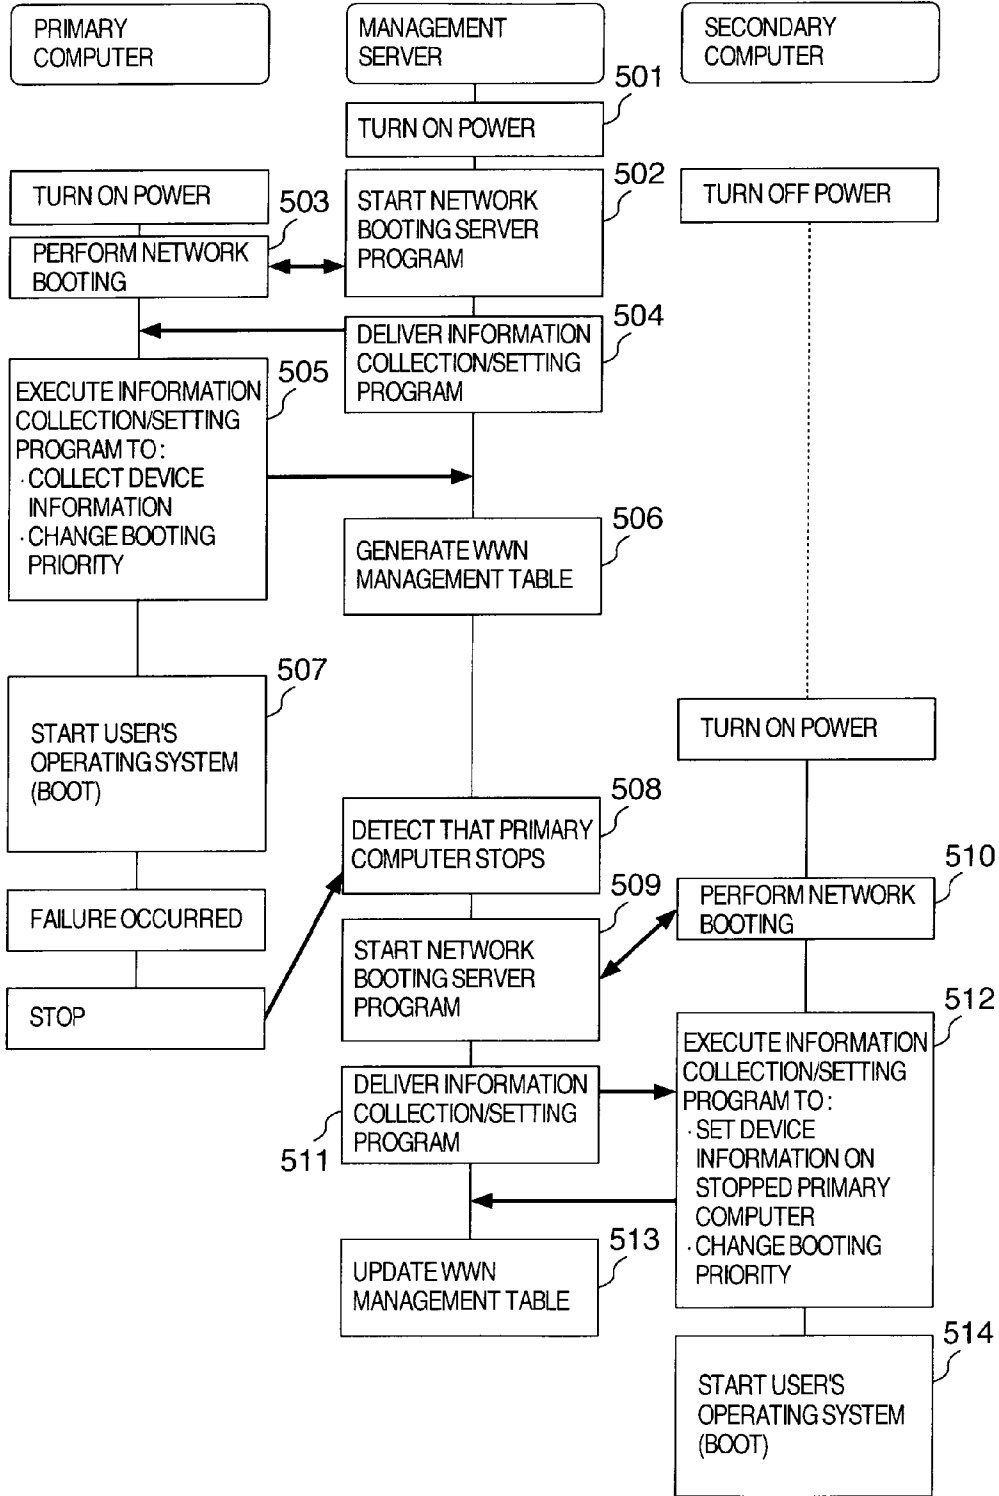 PRIMARY
COMPUTER
MANAGEMENT
SERVER
SECONDARY
COMPUTER
501
TURN ON POWER
502
TURN ON POWER
START NETWORK
BOOTING SERVER
PROGRAM
TURN OFF POWER
503
PERFORM NETWORK
BOOTING
504
DELIVER INFORMATION
COLLECTION/SETTING
PROGRAM
505
EXECUTE INFORMATION
COLLECTION/SETTING
PROGRAM TO :
· COLLECT DEVICE
INFORMATION
· CHANGE BOOTING
PRIORITY
506
GENERATE WWN
MANAGEMENT TABLE
507
START USER'S
OPERATING SYSTEM
(BOOT)
TURN ON POWER
508
DETECT THAT PRIMARY
COMPUTER STOPS
510
PERFORM NETWORK
BOOTING
FAILURE OCCURRED
509
START NETWORK
BOOTING SERVER
PROGRAM
STOP
512
EXECUTE INFORMATION
COLLECTION/SETTING
PROGRAM TO :
· SET DEVICE
INFORMATION ON
STOPPED PRIMARY
COMPUTER
· CHANGE BOOTING
PRIORITY
DELIVER INFORMATION
COLLECTION/SETTING
PROGRAM
511
513
UPDATE WWN
MANAGEMENT TABLE
514
START USER'S
OPERATING SYSTEM
(BOOT)